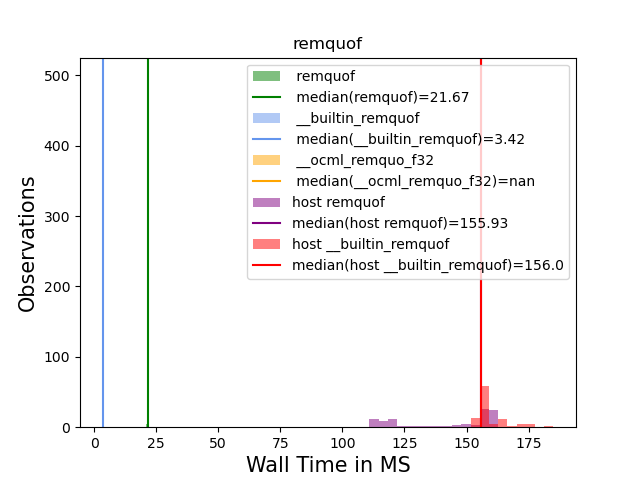 remquof
500
400
300
200
100
0
Observations
remquof
median(remquof)=21.67
__builtin_remquof
median(__builtin_remquof)=3.42
__ocml_remquo_f32
median(__ocml_remquo_f32)=nan
host remquof
median(host remquof)=155.93
host __builtin_remquof
median(host __builtin_remquof)=156.0
0 25 50 75 100 125 150 175
Wall Time in MS